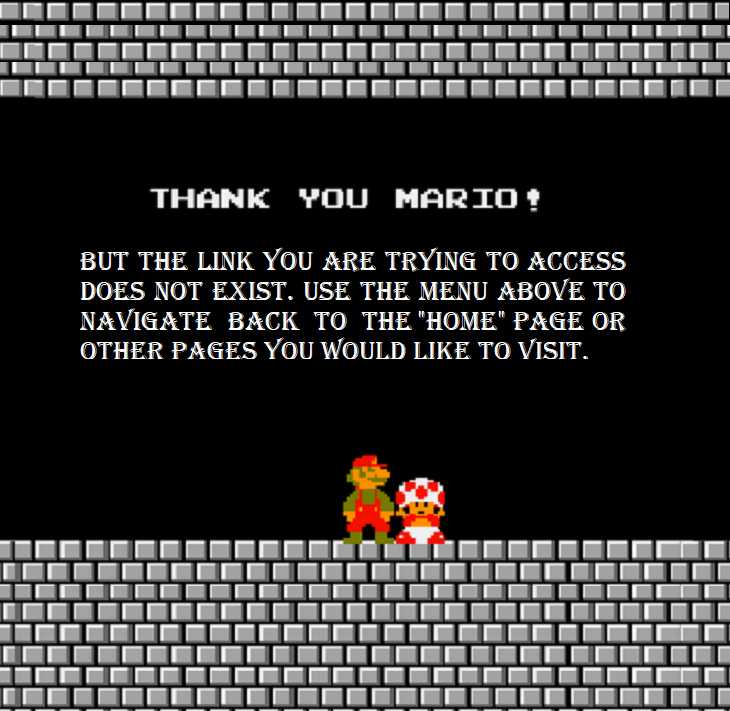 THANK YOU MARIO!
BUT THE LINK YOU ARE TRYING TO ACCESS
DOES NOT EXIST. USE THE MENU ABOVE TO
NAVIGATE BACK TO THE "HOME" PAGE OR
OTHER PAGES YOU WOULD LIKE TO VISIT.